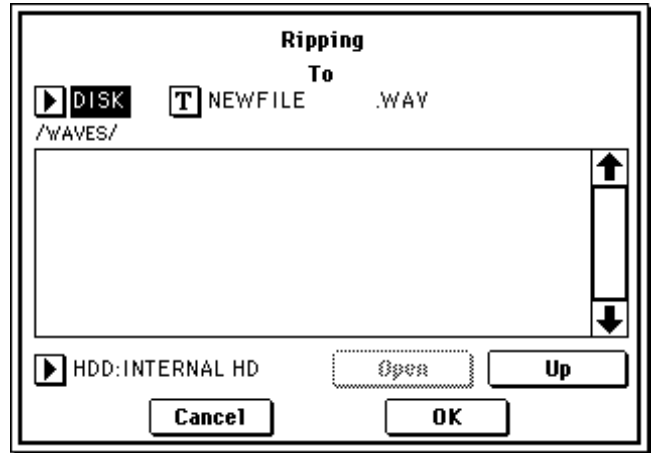 Ripping
To
DISK T NEWFILE .WAV
/WAVES/
HDD:INTERNAL HD Open Up
Cancel OK